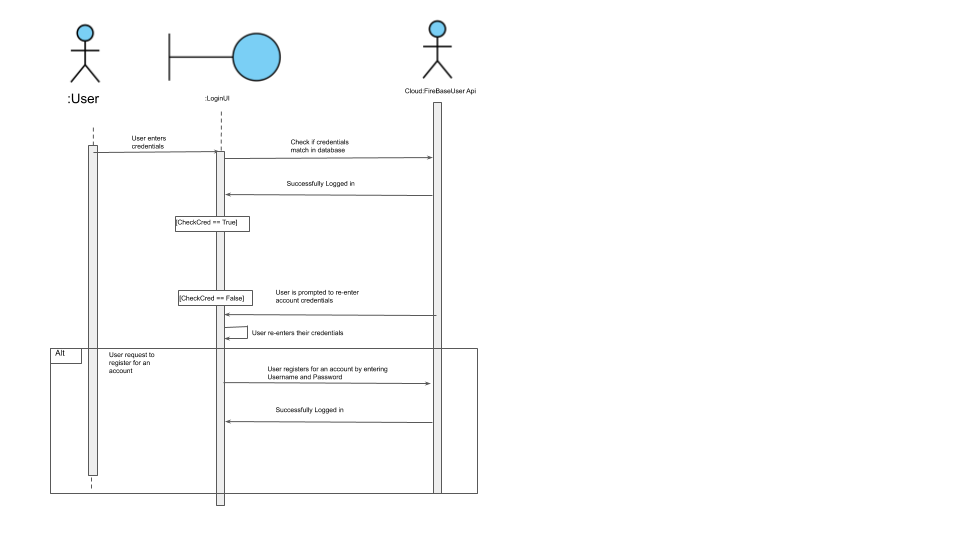 :User
:LoginUI
Cloud:FireBaseUser Api
User enters
credentials
Check if credentials
match in database
Successfully Logged in
[CheckCred == True]
[CheckCred == False]
User is prompted to re-enter
account credentials
User re-enters their credentials
Alt
User request to
register for an
account
User registers for an account by entering
Username and Password
Successfully Logged in